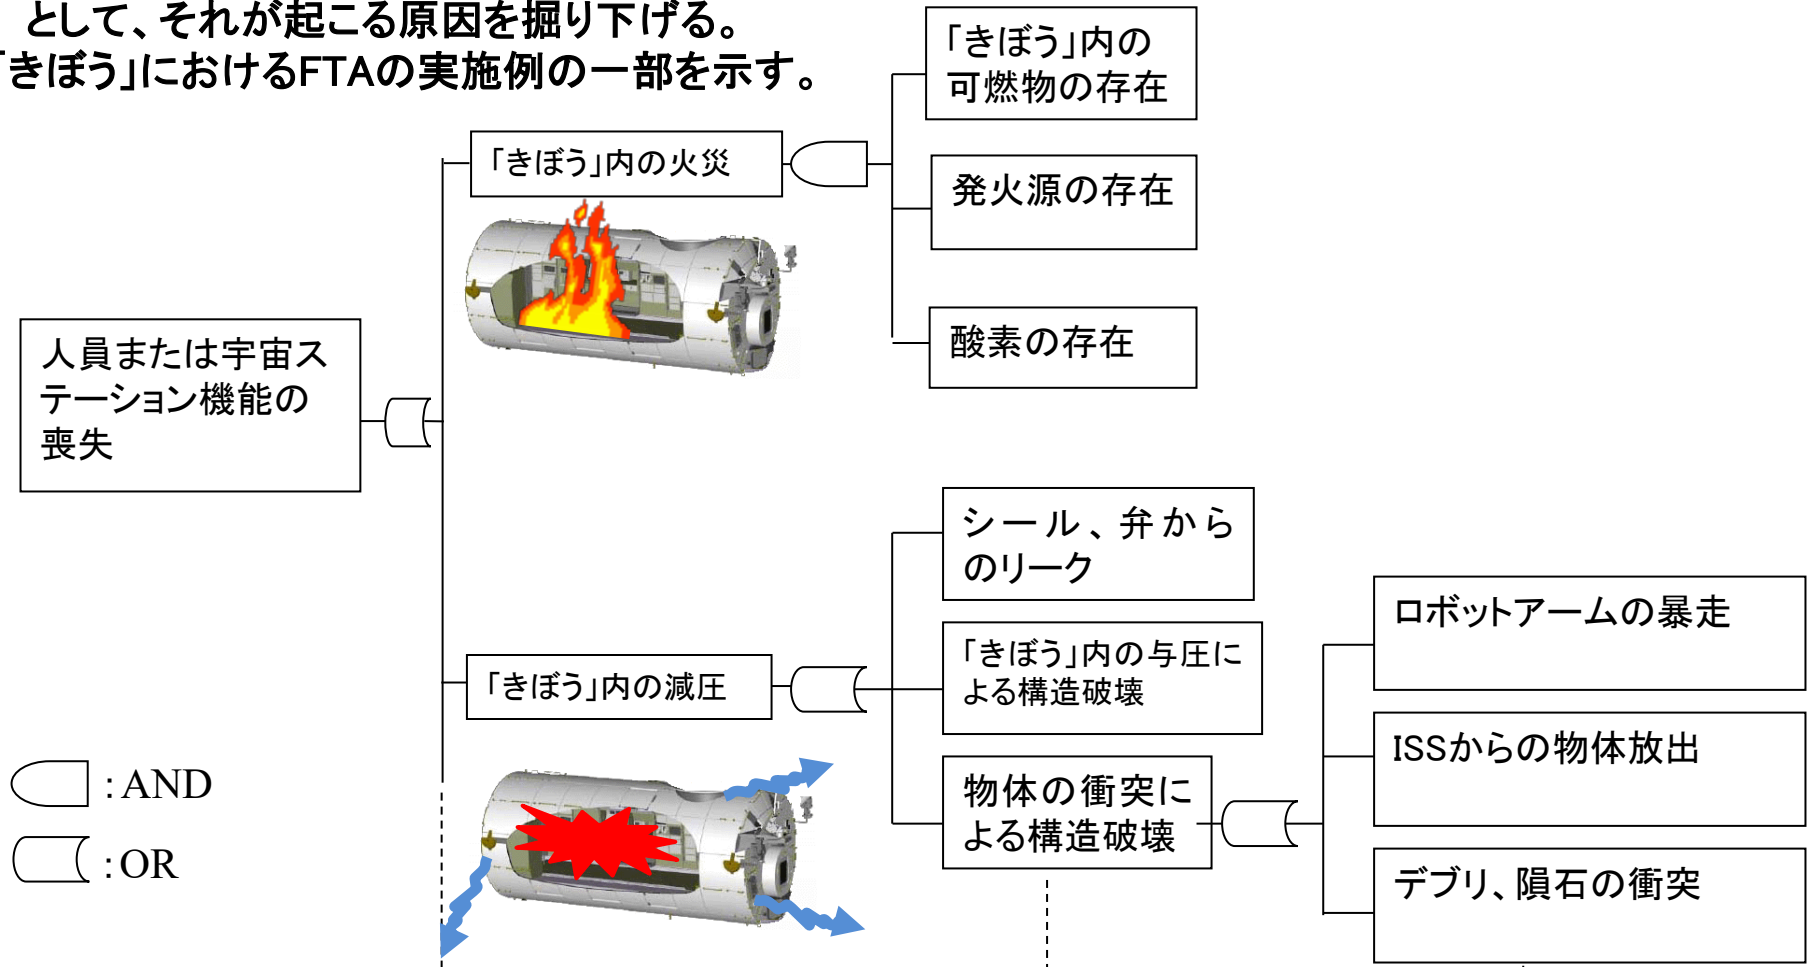 として、それが起こる原因を掘り下げる。
「きぼう」におけるFTAの実施例の一部を示す。
「きぼう」内の
可燃物の存在
「きぼう」内の火災
発火源の存在
酸素の存在
人員または宇宙ス
テーション機能の
喪失
シール、弁から
のリーク
「きぼう」内の与圧に
よる構造破壊
「きぼう」内の減圧
物体の衝突に
よる構造破壊
ロボットアームの暴走
ISSからの物体放出
デブリ、隕石の衝突
:AND
:OR